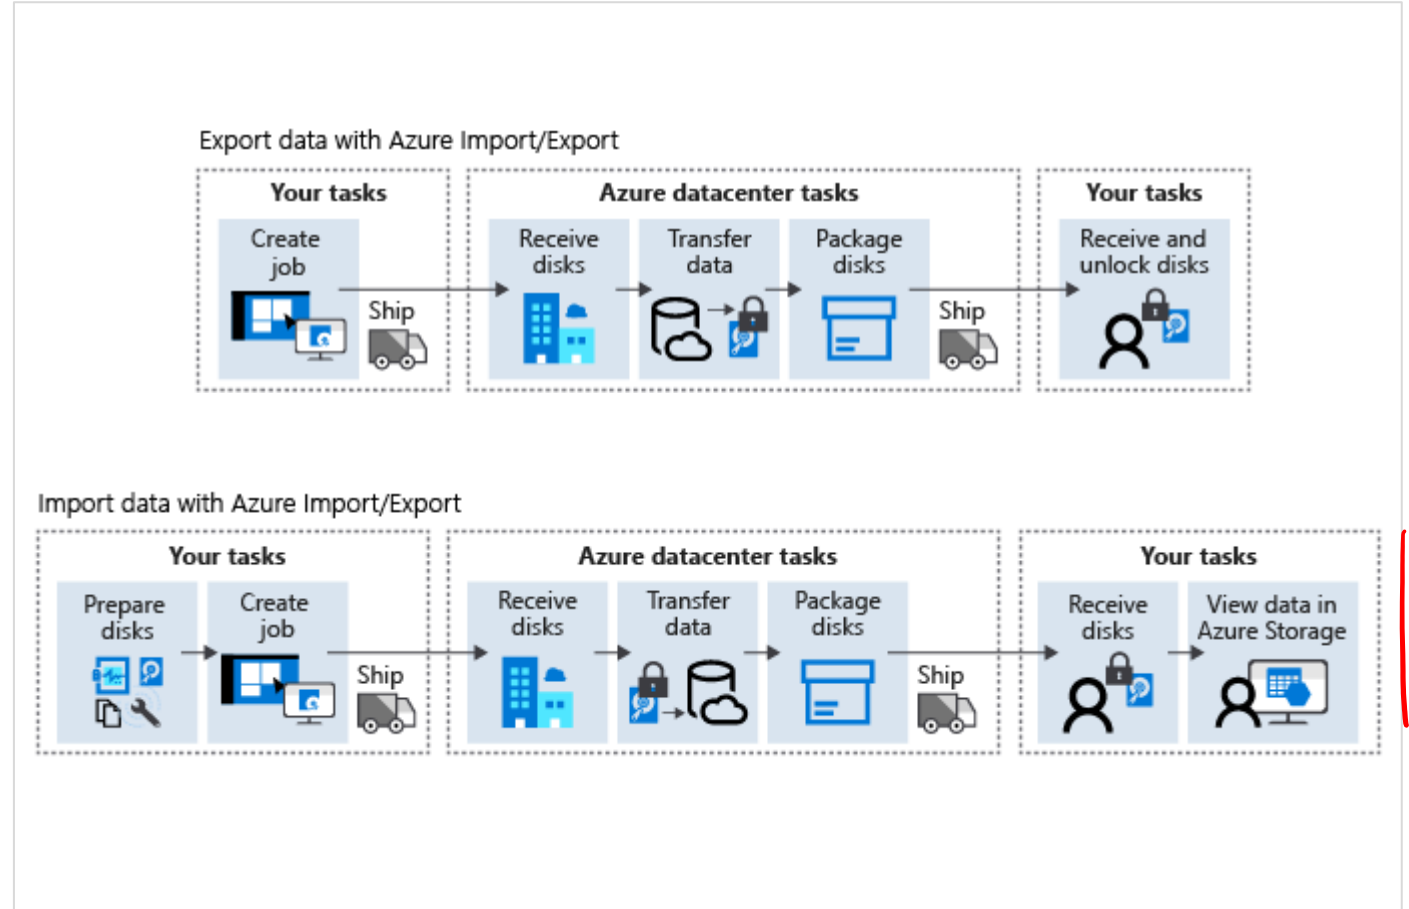 Export data with Azure Import/Export
Your tasks
Create
job
Ship
Azure datacenter tasks
Receive
disks
Transfer
data
Package
disks
Ship
Your tasks
Receive and
unlock disks
Import data with Azure Import/Export
Your tasks
Prepare
disks
Create
job
Ship
Azure datacenter tasks
Receive
disks
Transfer
data
Package
disks
Ship
Your tasks
Receive
disks
View data in
Azure Storage